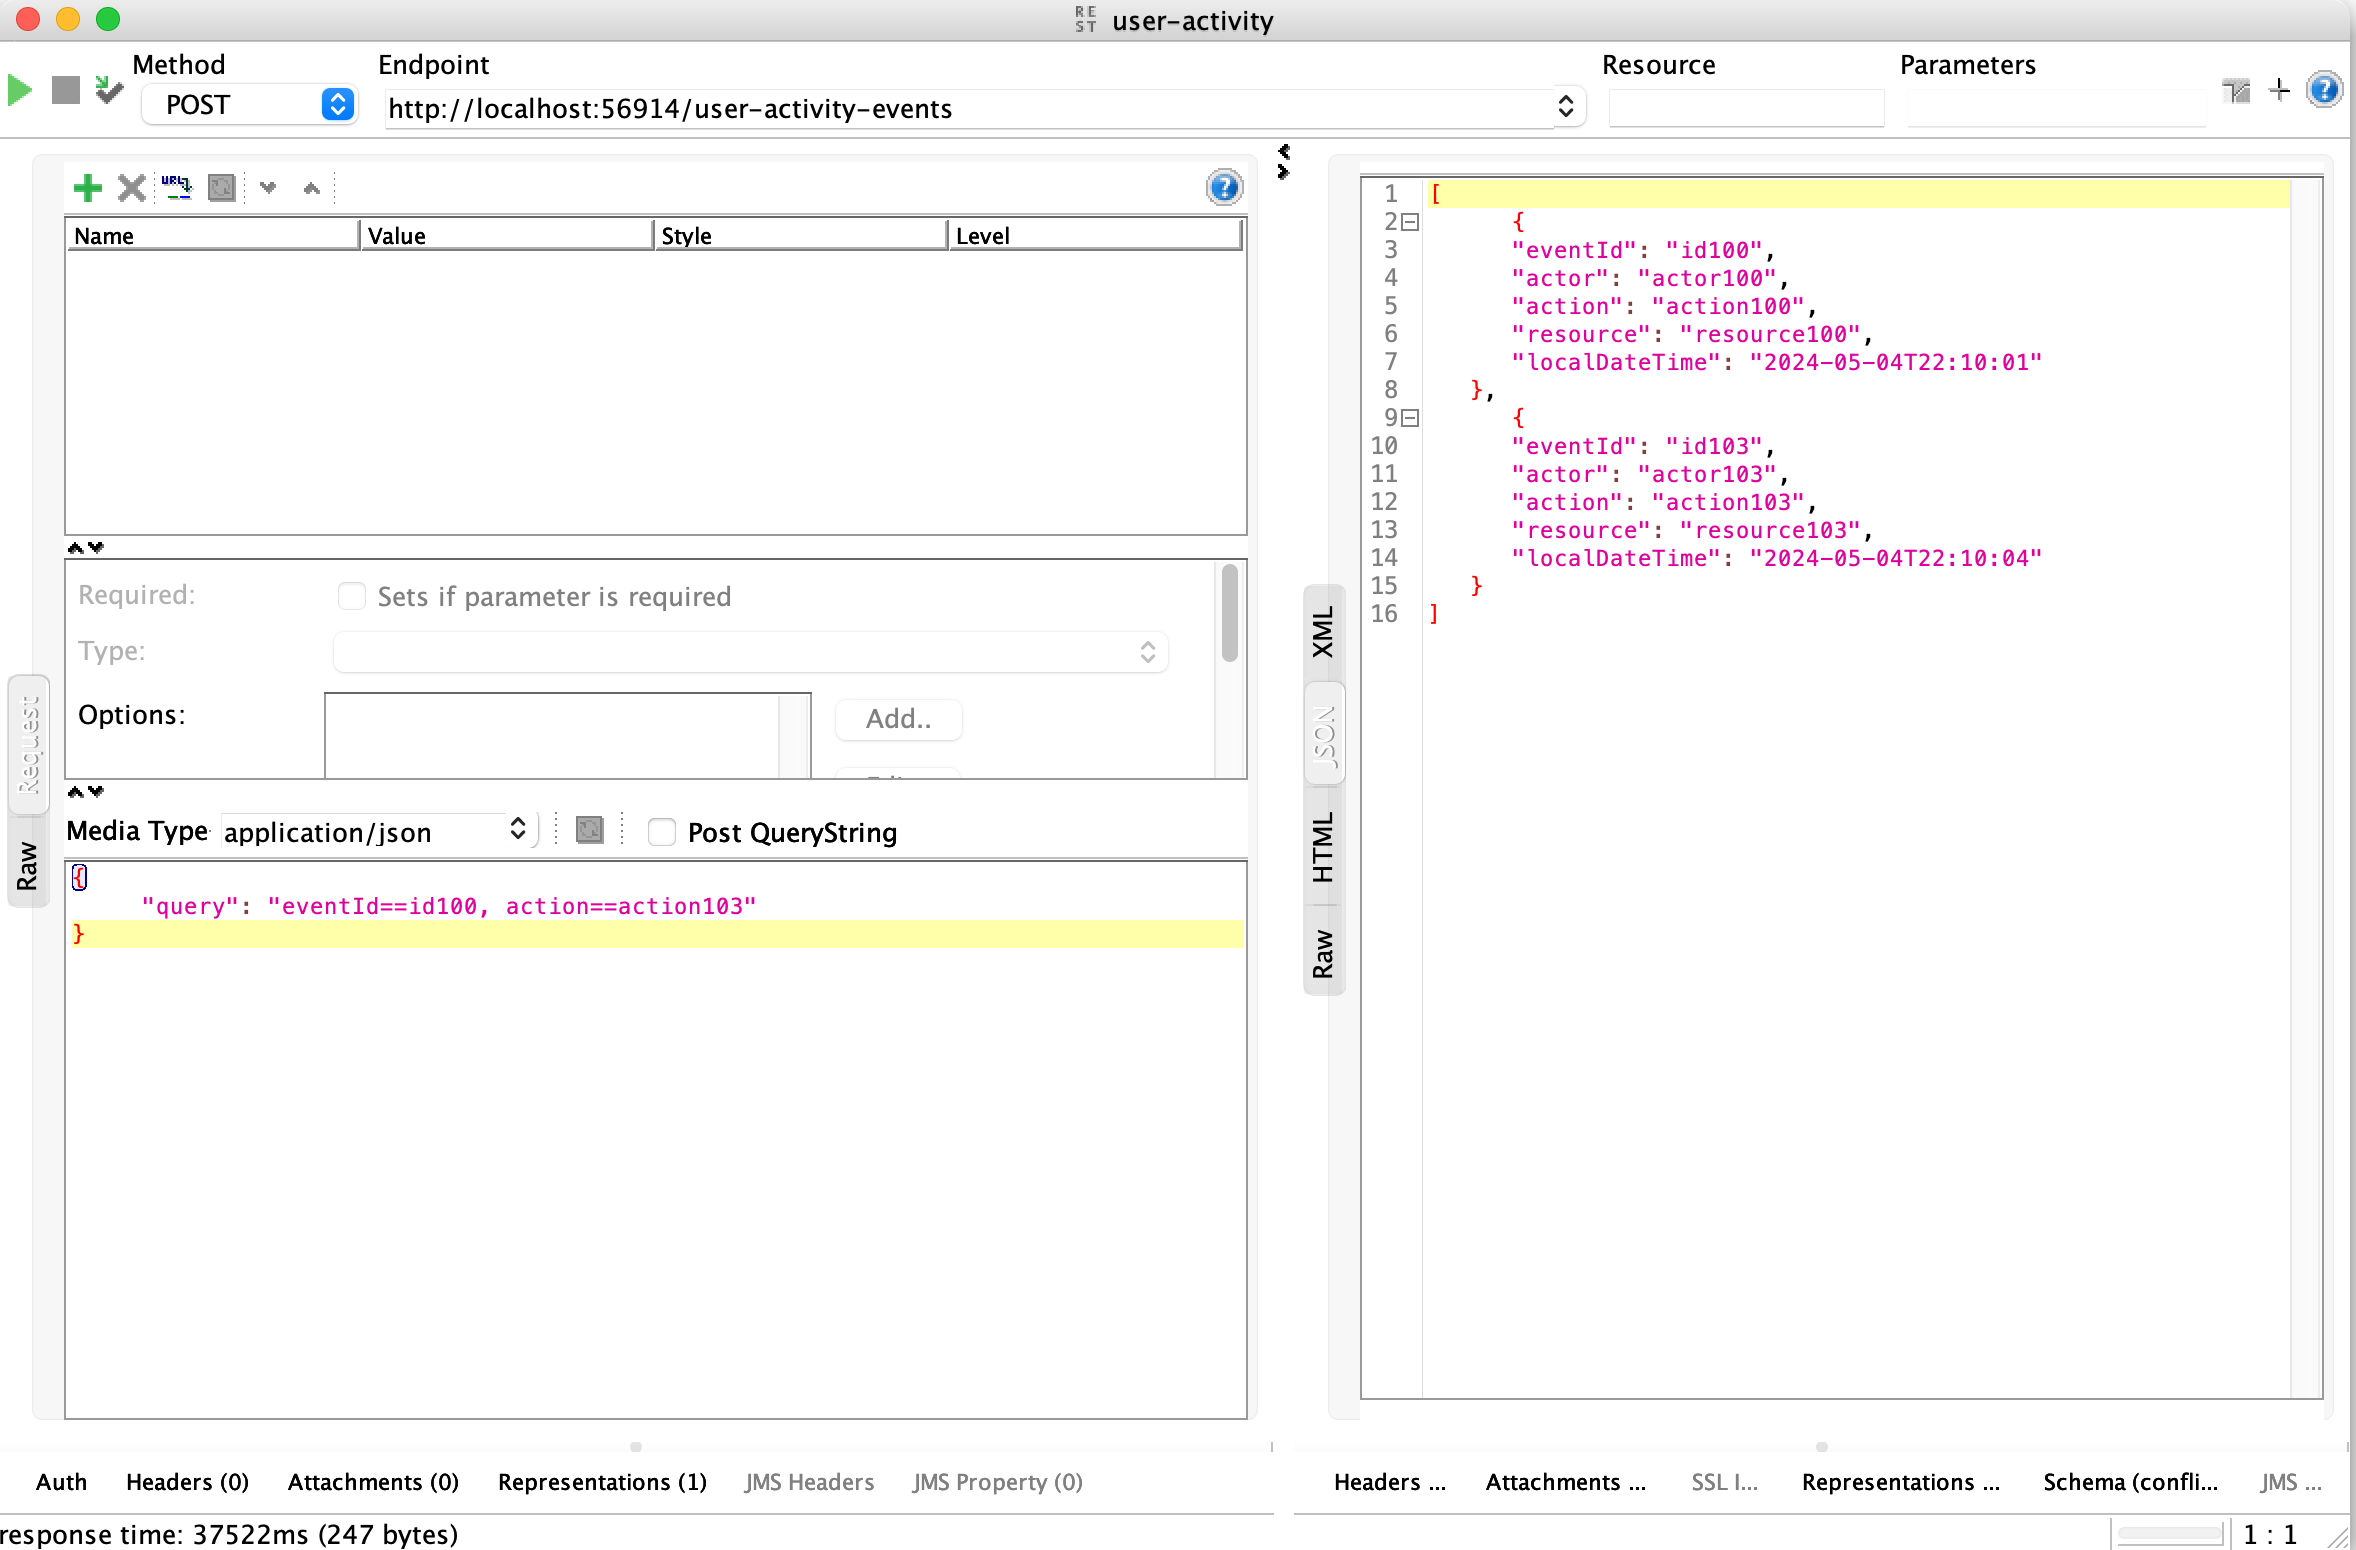 REST user-activity
Method
Endpoint
Resource
Parameters
POST
http://localhost:56914/user-activity-events
URL
Name Value Style Level
Required: Sets if parameter is required
Type:
Options: Add..
Request
Raw
Media Type application/json Post QueryString
{
"query": "eventId==id100, action==action103"
}
XML
JSON
HTML
Raw
1 [
2 {
3 "eventId": "id100",
4 "actor": "actor100",
5 "action": "action100",
6 "resource": "resource100",
7 "localDateTime": "2024-05-04T22:10:01"
8 },
9 {
10 "eventId": "id103",
11 "actor": "actor103",
12 "action": "action103",
13 "resource": "resource103",
14 "localDateTime": "2024-05-04T22:10:04"
15 }
16 ]
Auth Headers (0) Attachments (0) Representations (1) JMS Headers JMS Property (0)
Headers ... Attachments ... SSL I... Representations ... Schema (confli... JMS ...
response time: 37522ms (247 bytes)
1 : 1